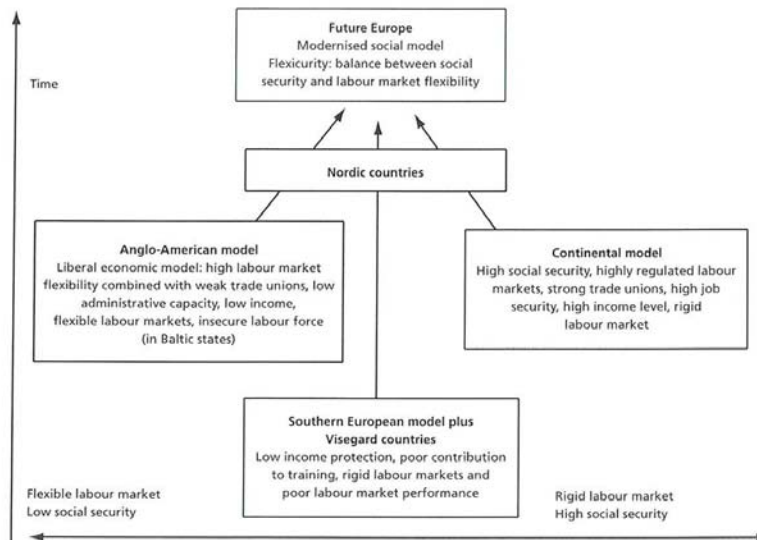 Future Europe
Modernised social model
Flexicurity: balance between social
security and labour market flexibility
Time
Nordic countries
Anglo-American model
Liberal economic model: high labour market
flexibility combined with weak trade unions, low
administrative capacity, low income,
flexible labour markets, insecure labour force
(in Baltic states)
Continental model
High social security, highly regulated labour
markets, strong trade unions, high job
security, high income level, rigid
labour market
Southern European model plus
Visegard countries
Low income protection, poor contribution
to training, rigid labour markets and
poor labour market performance
Flexible labour market
Low social security
Rigid labour market
High social security